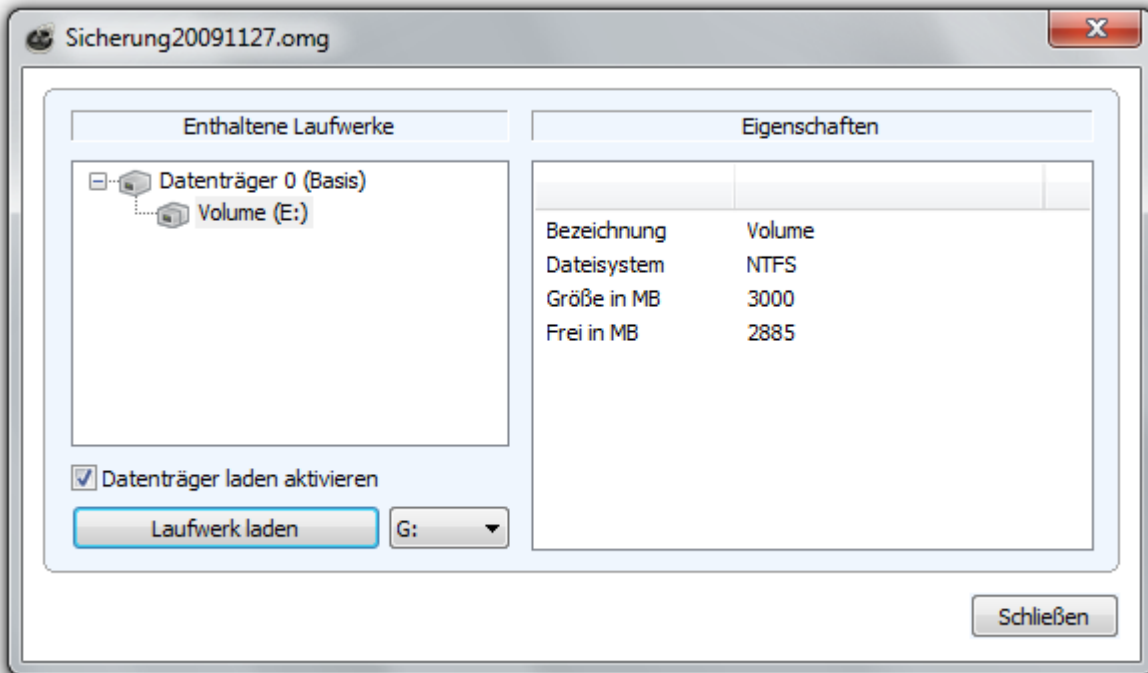 Sicherung20091127.omg
Enthaltene Laufwerke
Datenträger 0 (Basis)
Volume (E:)
Datenträger laden aktivieren
Laufwerk laden
G:
Eigenschaften
Bezeichnung Volume
Dateisystem NTFS
Größe in MB 3000
Frei in MB 2885
Schließen